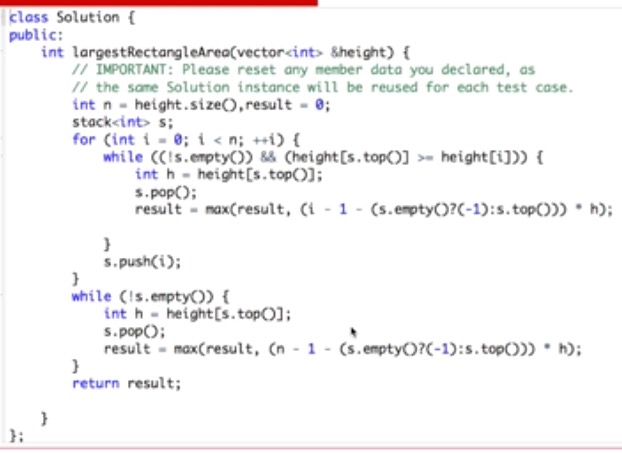 class Solution {
public:
    int largestRectangleArea(vector<int> &height) {
        // IMPORTANT: Please reset any member data you declared, as
        // the same Solution instance will be reused for each test case.
        int n = height.size(),result = 0;
        stack<int> s;
        for (int i = 0; i < n; ++i) {
            while ((!s.empty()) && (height[s.top()] >= height[i])) {
                int h = height[s.top()];
                s.pop();
                result = max(result, (i - 1 - (s.empty()?(-1):s.top())) * h);
            }
            s.push(i);
        }
        while (!s.empty()) {
            int h = height[s.top()];
            s.pop();
            result = max(result, (n - 1 - (s.empty()?(-1):s.top())) * h);
        }
        return result;
    }
};